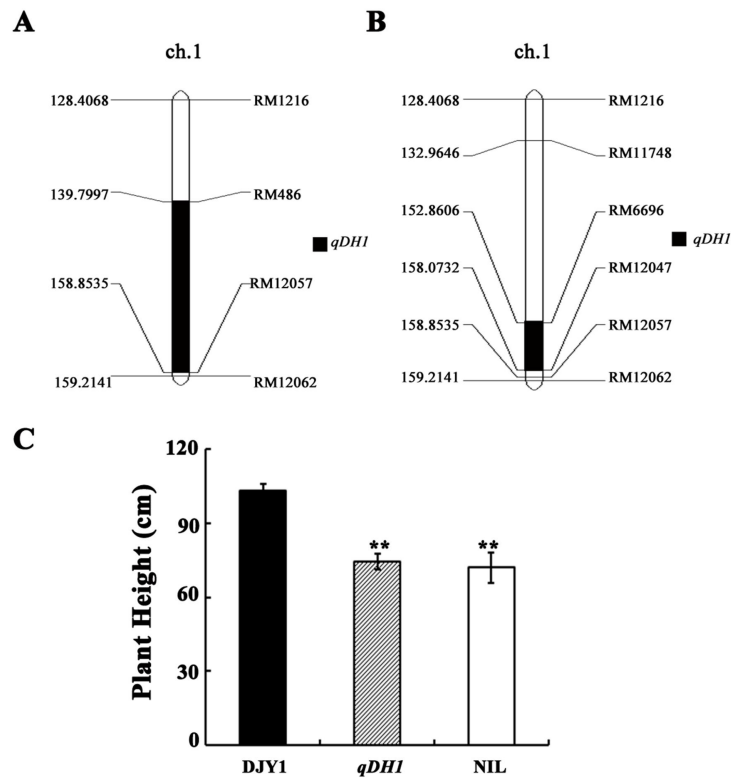 A
ch.1
128.4068 RM1216
139.7997 RM486
qDH1
158.8535 RM12057
159.2141 RM12062
B
ch.1
128.4068 RM1216
132.9646 RM11748
152.8606 RM6696
qDH1
158.0732 RM12047
158.8535 RM12057
159.2141 RM12062
C
Plant Height (cm)
120
90
60
30
0
** **
DJY1 qDH1 NIL